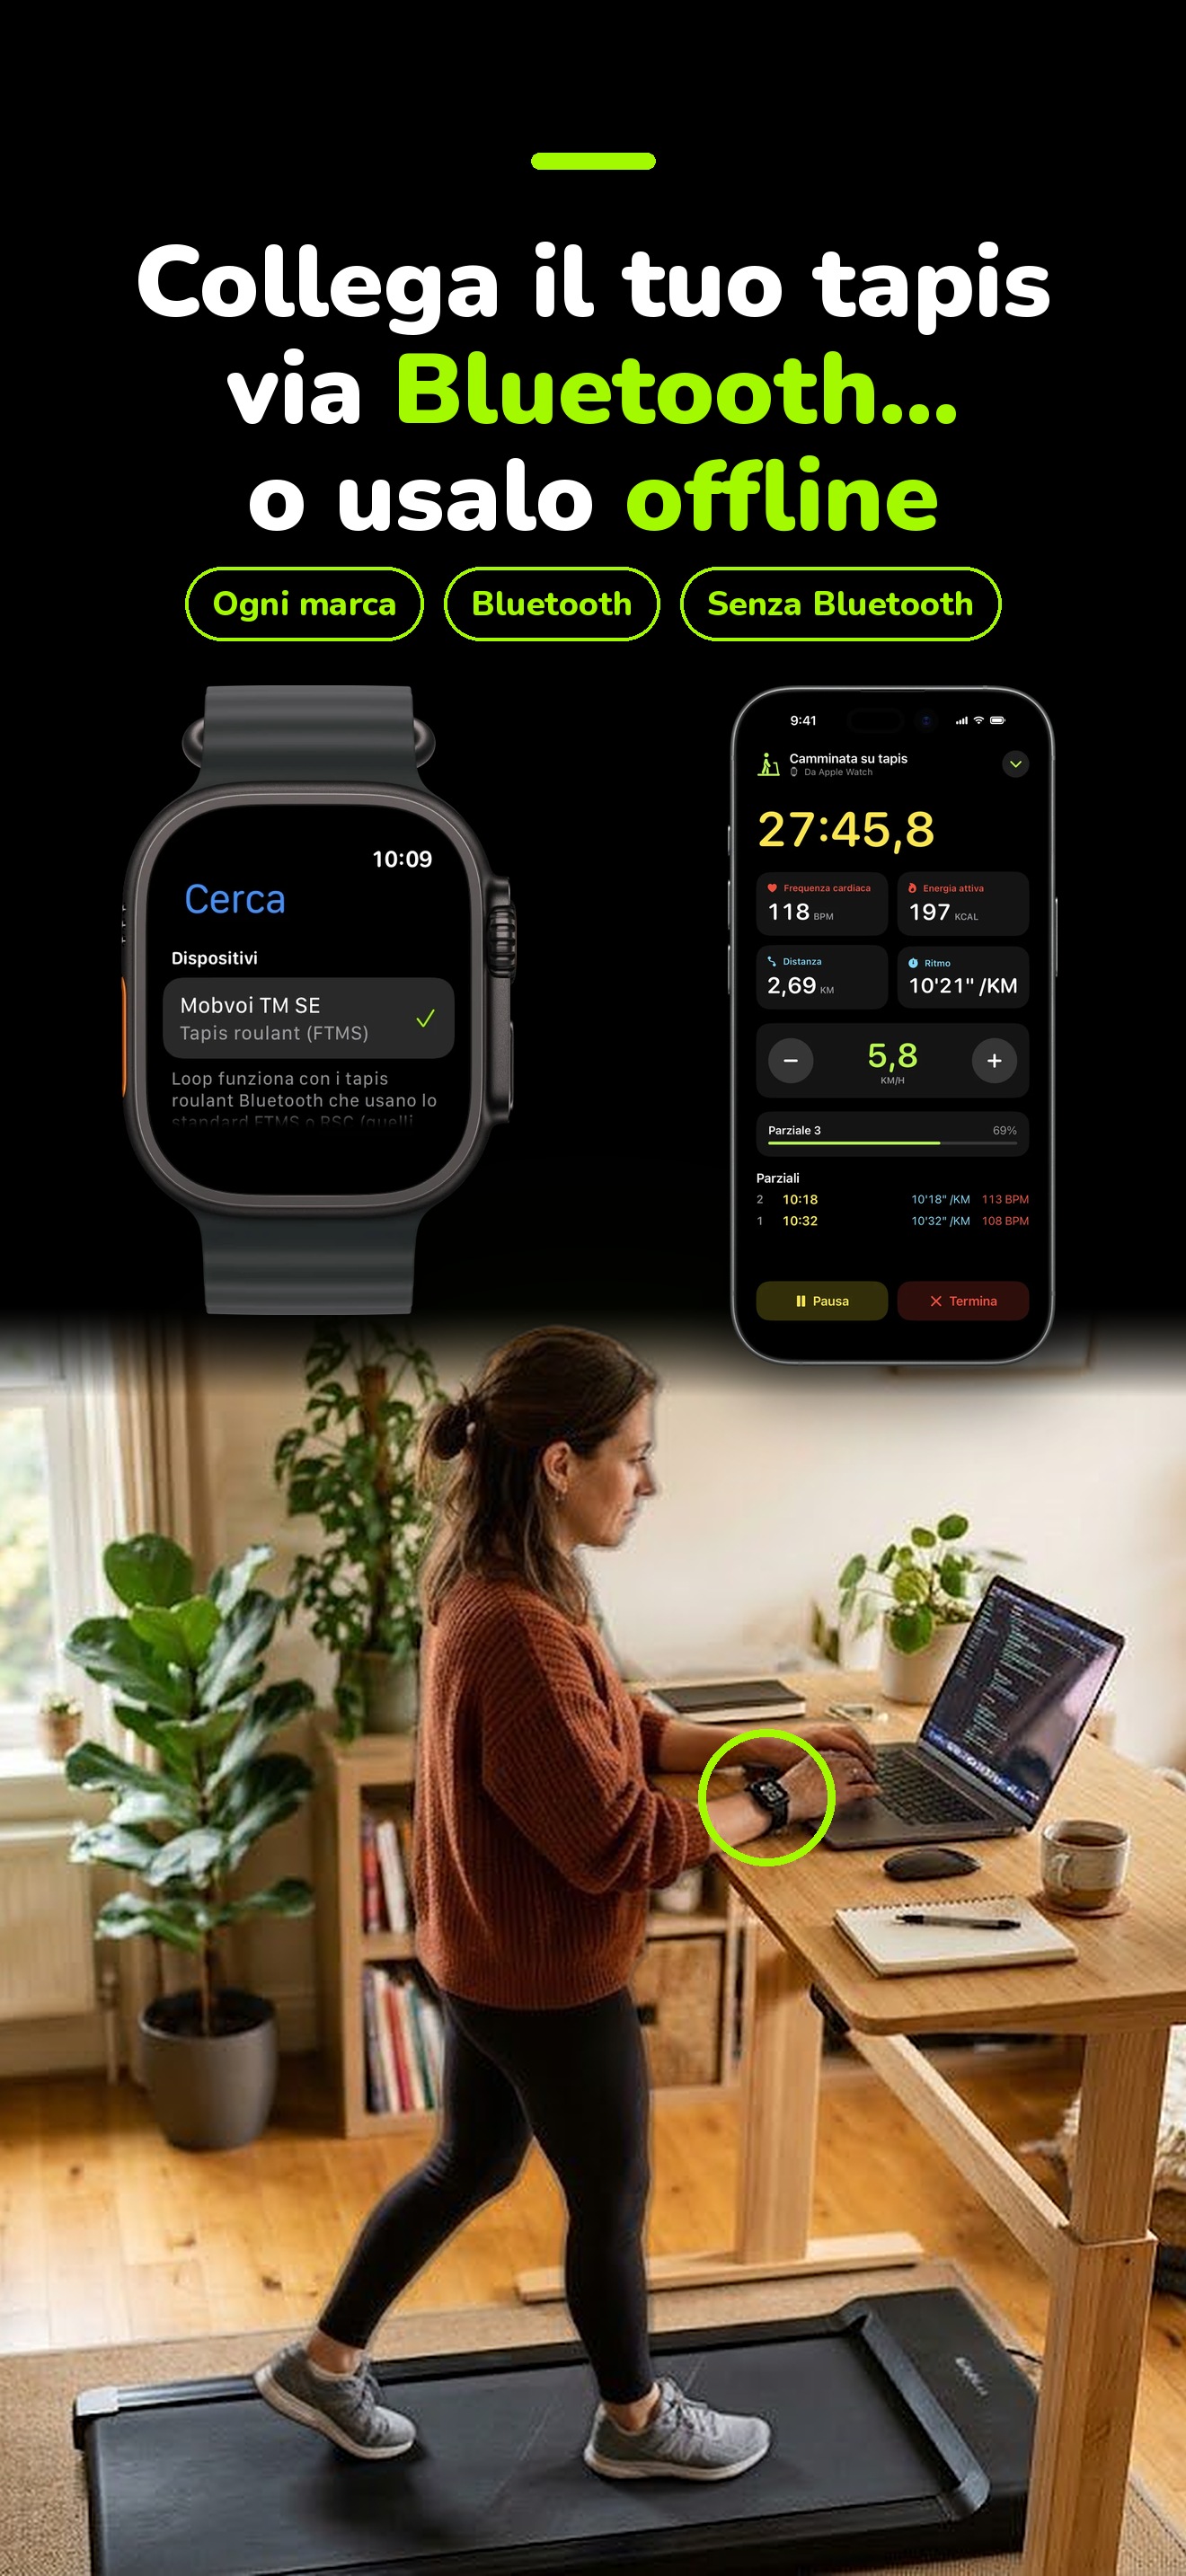 Collega il tuo tapis
via Bluetooth...
o usalo offline
Ogni marca
Bluetooth
Senza Bluetooth
10:09
Cerca
Dispositivi
Mobvoi TM SE
Tapis roulant (FTMS)
Loop funziona con i tapis
roulant Bluetooth che usano lo
standard FTMS o RSC (quelli
9:41
Camminata su tapis
Da Apple Watch
27:45,8
Frequenza cardiaca
118 BPM
Energia attiva
197 KCAL
Distanza
2,69 KM
Ritmo
10'21" /KM
5,8
KM/H
Parziale 3 69%
Parziali
2 10:18 10'18" /KM 113 BPM
1 10:32 10'32" /KM 108 BPM
Pausa
Termina